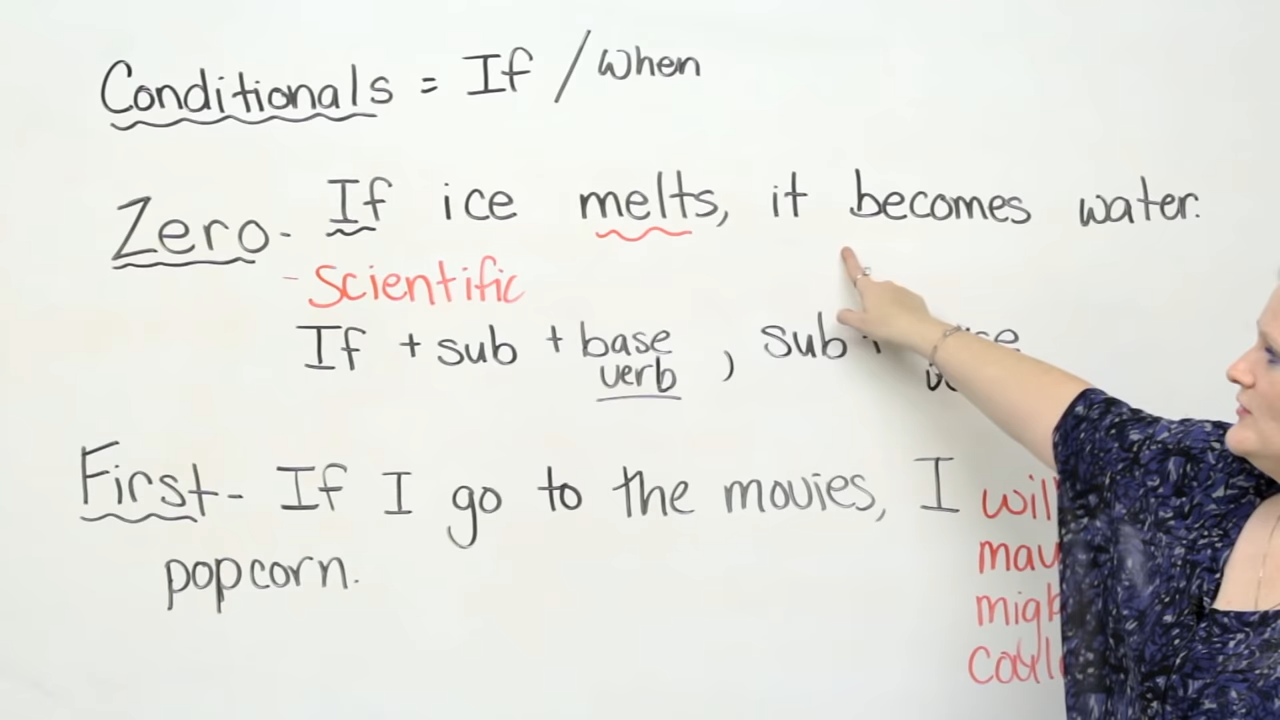 Conditionals = If / when
Zero - If ice melts, it becomes water.
- Scientific
If + sub + base verb , sub +
First - If I go to the movies, I
popcorn.